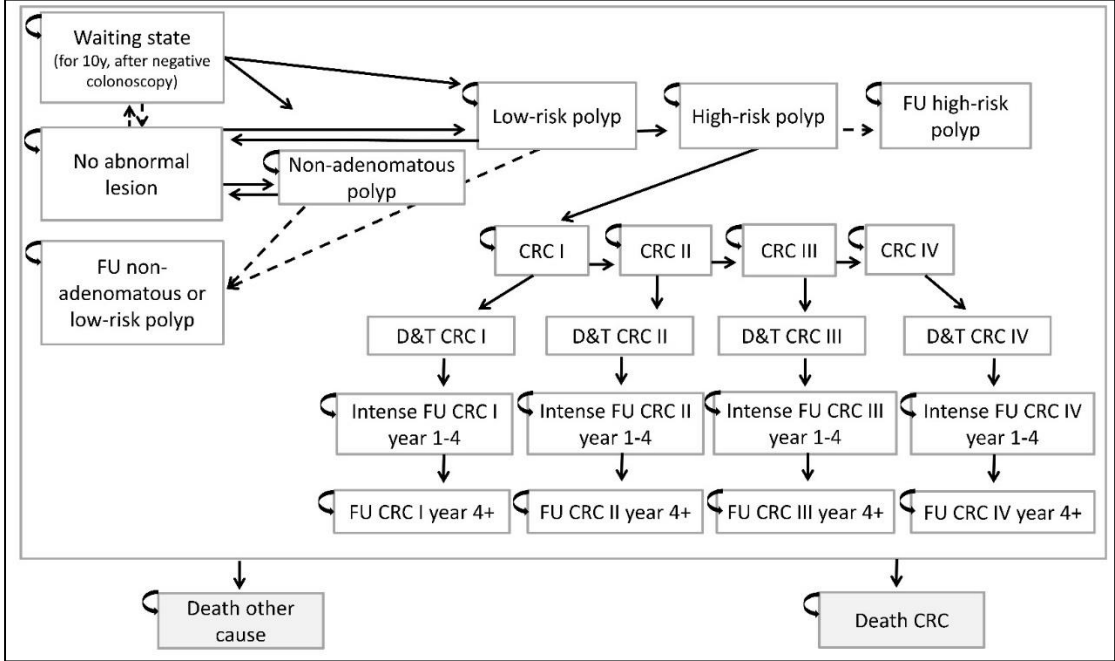 Waiting state
(for 10y, after negative
colonoscopy)
Low-risk polyp
High-risk polyp
FU high-risk
polyp
No abnormal
lesion
Non-adenomatous
polyp
FU non-
adenomatous or
low-risk polyp
CRC I
CRC II
CRC III
CRC IV
D&T CRC I
D&T CRC II
D&T CRC III
D&T CRC IV
Intense FU CRC I
year 1-4
Intense FU CRC II
year 1-4
Intense FU CRC III
year 1-4
Intense FU CRC IV
year 1-4
FU CRC I year 4+
FU CRC II year 4+
FU CRC III year 4+
FU CRC IV year 4+
Death other
cause
Death CRC